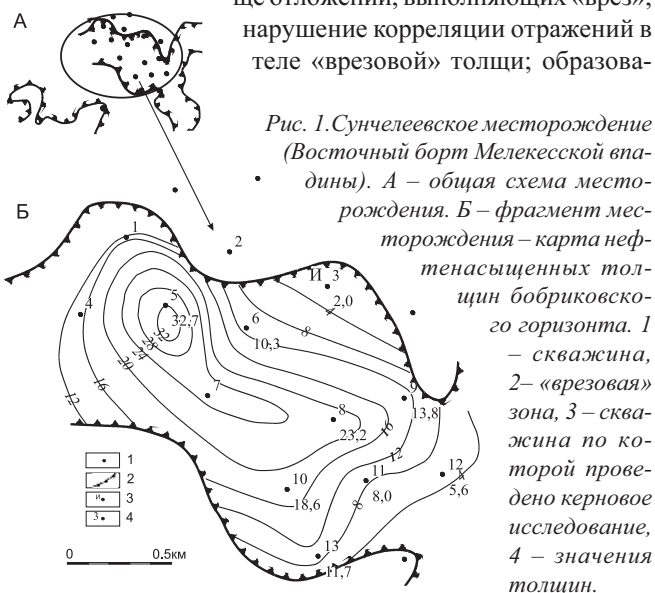 ще отложений, выполняющих «врез»,
нарушение корреляции отражений в
теле «врезовой» толщи; образова-
Рис. 1.Сунчелеевское месторождение
(Восточный борт Мелекесской впа-
дины). А – общая схема место-
рождения. Б – фрагмент мес-
торождения – карта неф-
тенасыщенных тол-
щин бобриковско-
го горизонта. 1
– скважина,
2– «врезовая»
зона, 3 – сква-
жина по ко-
торой прове-
дено керновое
исследование,
4 – значения
толщин.
А
Б
1
2
И 3
2,0
4
8
4
5
32,7
32
28
24
20
16
12
6
10,3
7
8
23,2
9
13,8
16
12
8
10
18,6
11
8,0
12
4
5,6
13
11,7
1
2
и 3
3 4
0 0.5км